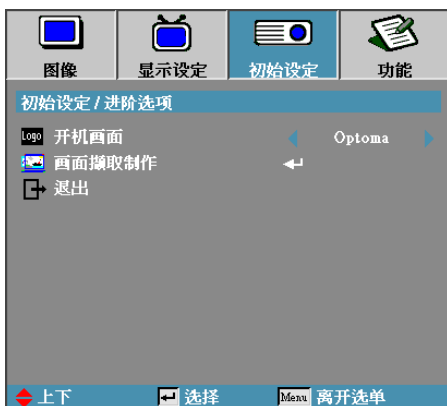 图像 显示设定 初始设定 功能
初始设定 / 进阶选项
Logo 开机画面 Optoma
画面撷取制作
退出
上下 选择 Menu 离开选单